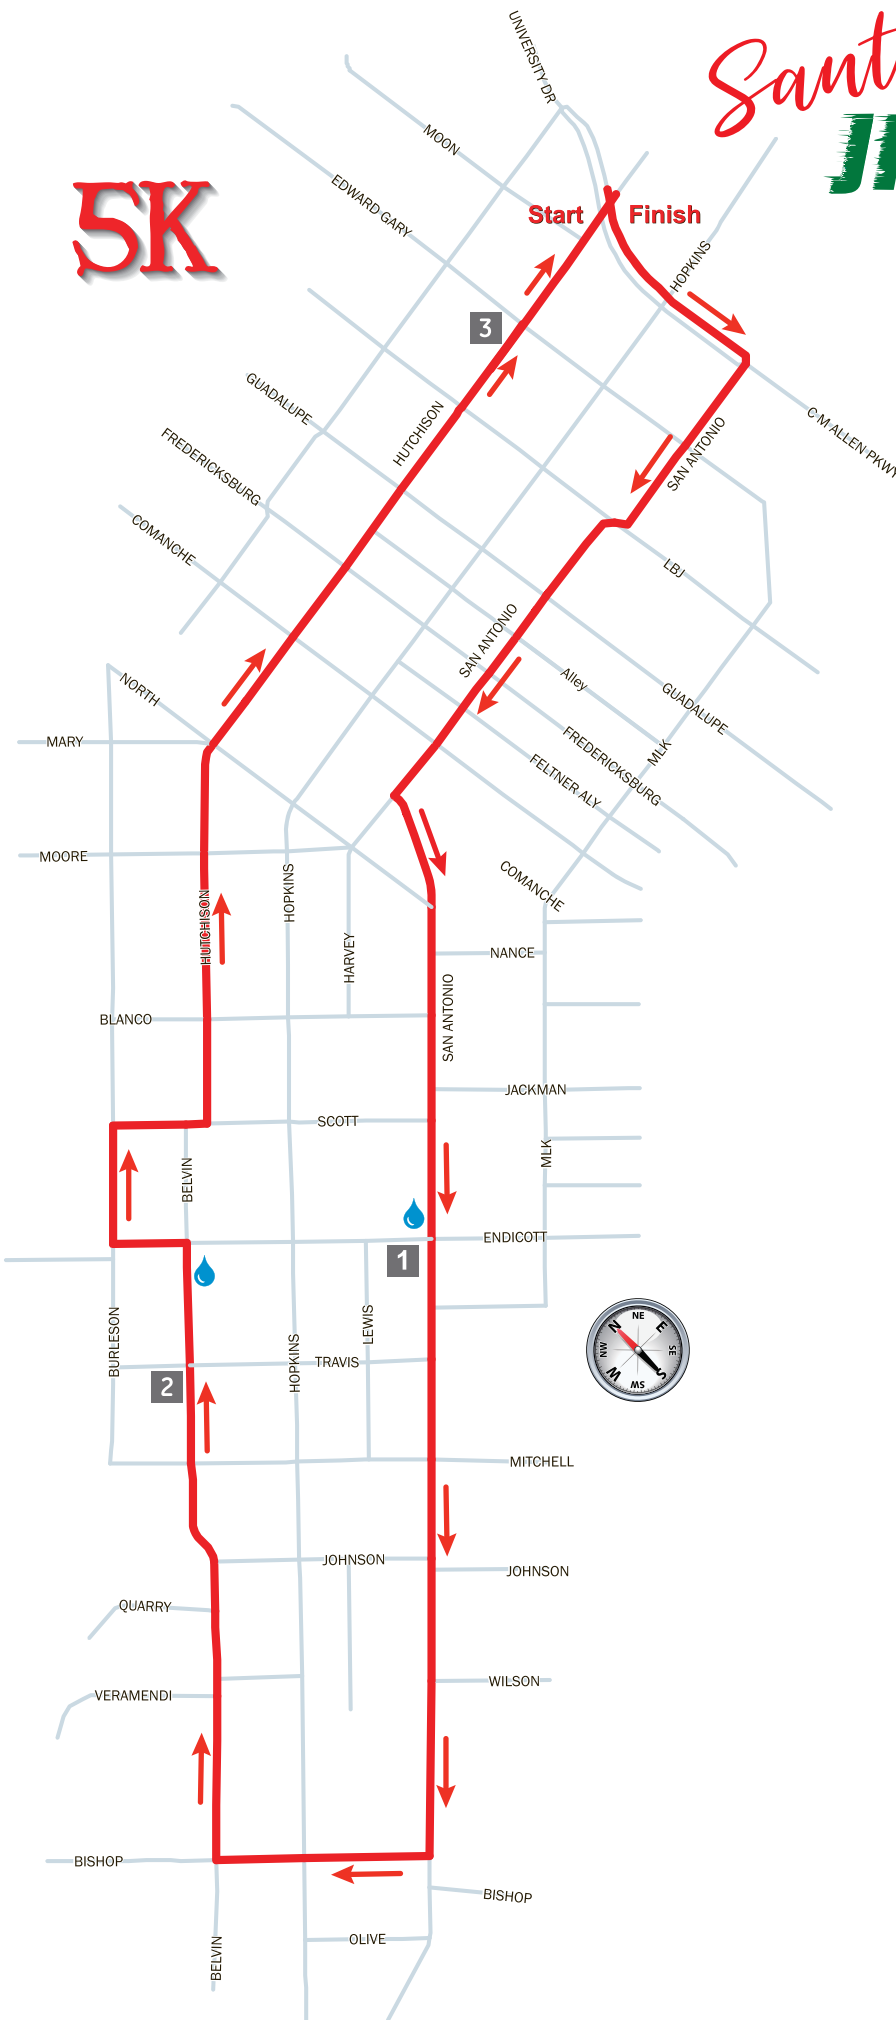 UNIVERSITY DR
MOON
EDWARD GARY
5K
Start
Finish
HOPKINS
3
GUADALUPE
HUTCHISON
C M ALLEN PKWY
SAN ANTONIO
FREDERICKSBURG
COMANCHE
LBJ
SAN ANTONIO
Alley
NORTH
GUADALUPE
MARY
MLK
FREDERICKSBURG
FELTNER ALY
MOORE
COMANCHE
HOPKINS
HUTCHISON
HARVEY
NANCE
SAN ANTONIO
BLANCO
JACKMAN
SCOTT
MLK
BELVIN
ENDICOTT
1
BURLESON
LEWIS
HOPKINS
TRAVIS
2
N
NE
E
SE
S
SW
W
NW
MITCHELL
JOHNSON
JOHNSON
QUARRY
WILSON
VERAMENDI
BISHOP
BISHOP
OLIVE
BELVIN